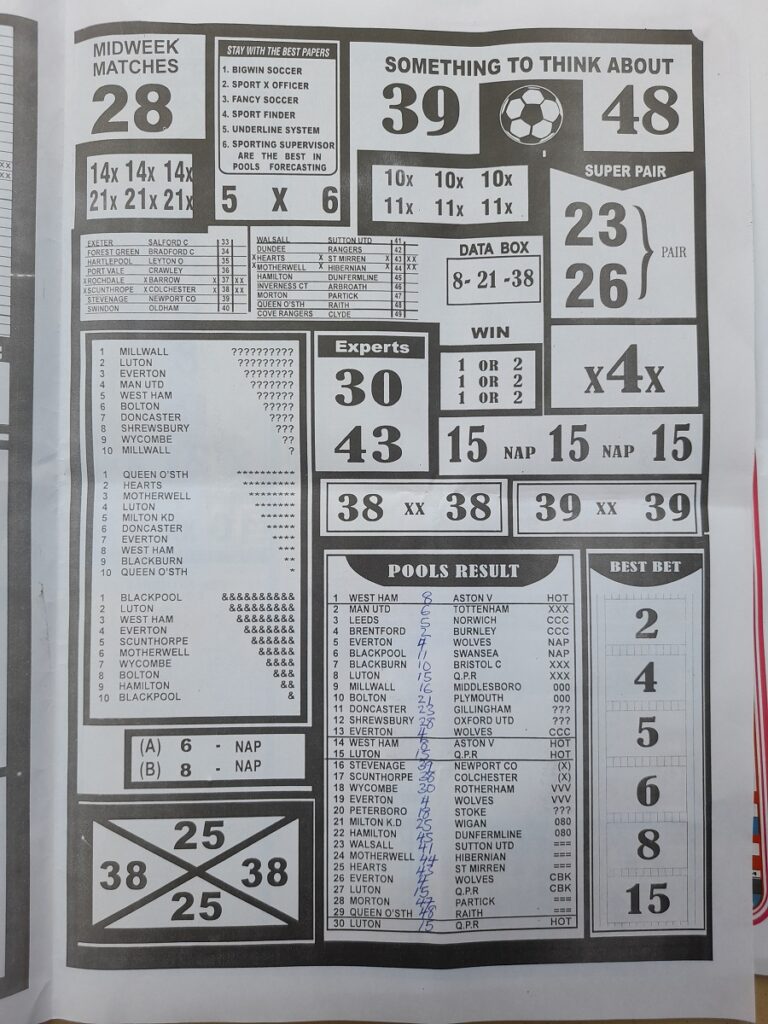 MIDWEEK
MATCHES
28
STAY WITH THE BEST PAPERS
1. BIGWIN SOCCER
2. SPORT X OFFICER
3. FANCY SOCCER
4. SPORT FINDER
5. UNDERLINE SYSTEM
6. SPORTING SUPERVISOR
ARE THE BEST IN
POOLS FORECASTING
5 X 6
SOMETHING TO THINK ABOUT
39 48
14x 14x 14x
21x 21x 21x
10x 10x 10x
11x 11x 11x
SUPER PAIR
23
26
PAIR
EXETER SALFORD C 33
FOREST GREEN BRADFORD C 34
HARTLEPOOL LEYTON O 35
PORT VALE CRAWLEY 36
XROCHDALE XBARROW X 37 XX
XSCUNTHORPE XCOLCHESTER X 38 XX
STEVENAGE NEWPORT CO 39
SWINDON OLDHAM 40
WALSALL SUTTON UTD 41
DUNDEE RANGERS 42
XHEARTS X ST MIRREN X 43 XX
XMOTHERWELL X HIBERNIAN X 44 XX
HAMILTON DUNFERMLINE 45
INVERNESS CT ARBROATH 46
MORTON PARTICK 47
QUEEN O'STH RAITH 48
COVE RANGERS CLYDE 49
DATA BOX
8- 21 -38
WIN
1 OR 2
1 OR 2
1 OR 2
x4x
1 MILLWALL ??????????
2 LUTON ?????????
3 EVERTON ????????
4 MAN UTD ???????
5 WEST HAM ??????
6 BOLTON ?????
7 DONCASTER ????
8 SHREWSBURY ???
9 WYCOMBE ??
10 MILLWALL ?
1 QUEEN O'STH **********
2 HEARTS *********
3 MOTHERWELL ********
4 LUTON *******
5 MILTON KD ******
6 DONCASTER *****
7 EVERTON ****
8 WEST HAM ***
9 BLACKBURN **
10 QUEEN O'STH *
1 BLACKPOOL &&&&&&&&&&
2 LUTON &&&&&&&&&
3 WEST HAM &&&&&&&&
4 EVERTON &&&&&&&
5 SCUNTHORPE &&&&&&
6 MOTHERWELL &&&&&
7 WYCOMBE &&&&
8 BOLTON &&&
9 HAMILTON &&
10 BLACKPOOL &
Experts
30
43
15 NAP 15 NAP 15
38 xx 38
39 xx 39
(A) 6 - NAP
(B) 8 - NAP
25
38 38
25
POOLS RESULT
1 WEST HAM 8 ASTON V HOT
2 MAN UTD 6 TOTTENHAM XXX
3 LEEDS 5 NORWICH CCC
4 BRENTFORD 2 BURNLEY CCC
5 EVERTON 4 WOLVES NAP
6 BLACKPOOL 11 SWANSEA NAP
7 BLACKBURN 10 BRISTOL C XXX
8 LUTON 15 Q.P.R XXX
9 MILLWALL 16 MIDDLESBORO 000
10 BOLTON 21 PLYMOUTH 000
11 DONCASTER 23 GILLINGHAM ???
12 SHREWSBURY 28 OXFORD UTD ???
13 EVERTON 4 WOLVES CCC
14 WEST HAM 8 ASTON V HOT
15 LUTON 15 Q.P.R HOT
16 STEVENAGE 39 NEWPORT CO (X)
17 SCUNTHORPE 38 COLCHESTER (X)
18 WYCOMBE 30 ROTHERHAM VVV
19 EVERTON 4 WOLVES VVV
20 PETERBORO 18 STOKE ???
21 MILTON K.D 25 WIGAN 080
22 HAMILTON 45 DUNFERMLINE 080
23 WALSALL 41 SUTTON UTD ===
24 MOTHERWELL 44 HIBERNIAN ===
25 HEARTS 43 ST MIRREN ===
26 EVERTON 4 WOLVES CBK
27 LUTON 15 Q.P.R CBK
28 MORTON 47 PARTICK ===
29 QUEEN O'STH 48 RAITH ===
30 LUTON 15 Q.P.R HOT
BEST BET
2
4
5
6
8
15